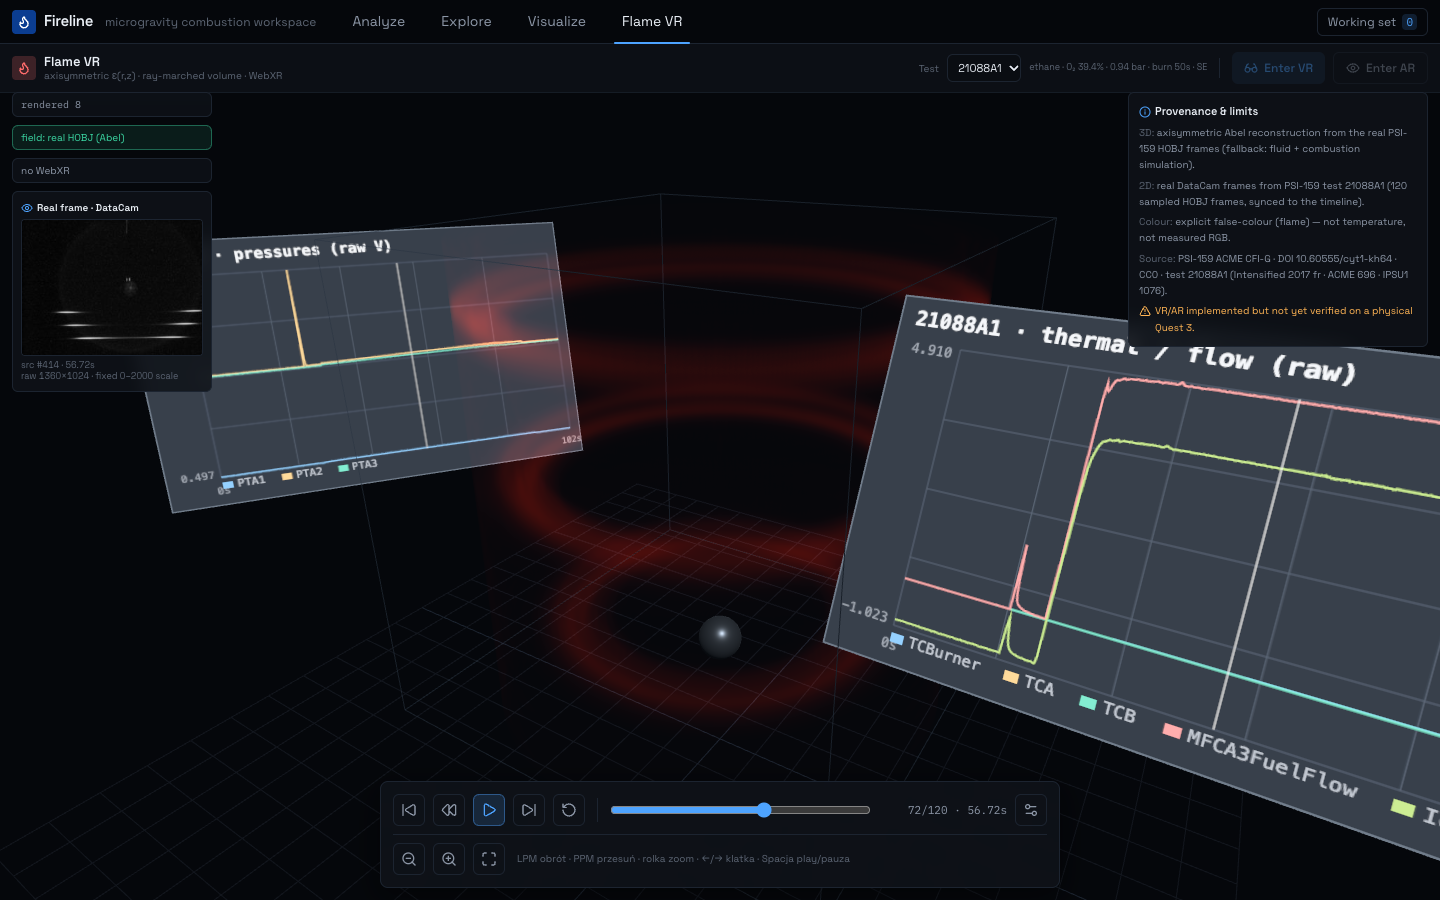 Fireline microgravity combustion workspace Analyze Explore Visualize Flame VR Working set 0
Flame VR
axisymmetric ε(r,z) · ray-marched volume · WebXR
Test 21088A1 ethane · O₂ 39.4% · 0.94 bar · burn 50s · SE Enter VR Enter AR
rendered 8
field: real HOBJ (Abel)
no WebXR
Real frame · DataCam
src #414 · 56.72s
raw 1360×1024 · fixed 0–2000 scale
· pressures (raw V)
0.497
0s
102s
PTA1 PTA2 PTA3
Provenance & limits
3D: axisymmetric Abel reconstruction from the real PSI-
159 HOBJ frames (fallback: fluid + combustion
simulation).
2D: real DataCam frames from PSI-159 test 21088A1 (120
sampled HOBJ frames, synced to the timeline).
Colour: explicit false-colour (flame) — not temperature,
not measured RGB.
Source: PSI-159 ACME CFI-G · DOI 10.60555/cyt1-kh64 ·
CC0 · test 21088A1 (Intensified 2017 fr · ACME 696 · IPSU1
1076).
VR/AR implemented but not yet verified on a physical
Quest 3.
21088A1 · thermal / flow (raw)
4.910
-1.023
0s
TCBurner TCA TCB MFCA3FuelFlow
72/120 · 56.72s
LPM obrót · PPM przesuń · rolka zoom · ←/→ klatka · Spacja play/pauza